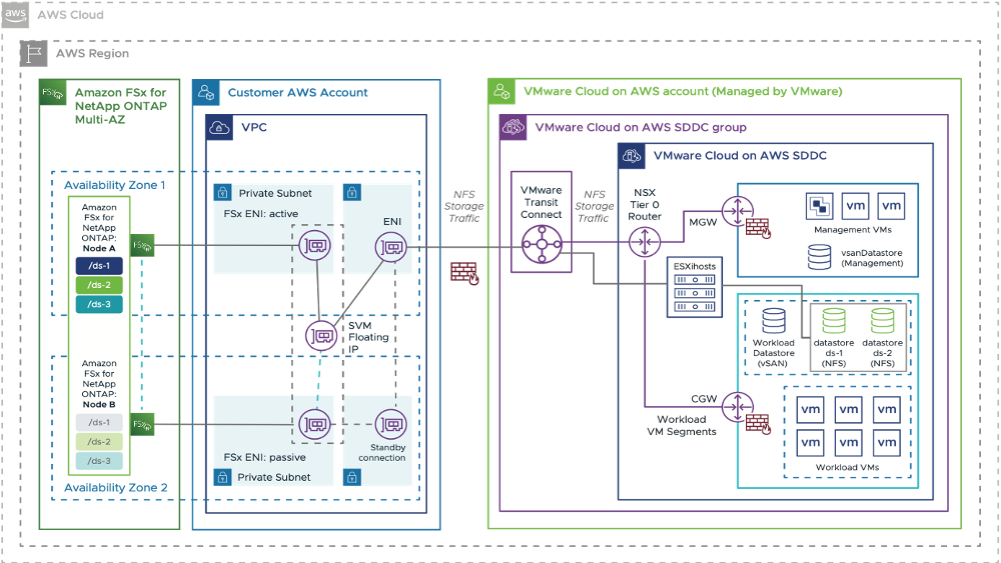 aws
AWS Cloud
AWS Region
FSx
Amazon FSx for
NetApp ONTAP
Multi-AZ
Customer AWS Account
VPC
VMware Cloud on AWS account (Managed by VMware)
VMware Cloud on AWS SDDC group
VMware Cloud on AWS SDDC
Availability Zone 1
Amazon
FSx for
NetApp
ONTAP:
Node A
/ds-1
/ds-2
/ds-3
FSx
Private Subnet
FSx ENI: active
ENI
SVM
Floating
IP
NFS
Storage
Traffic
VMware
Transit
Connect
NFS
Storage
Traffic
NSX
Tier 0
Router
MGW
vm
vm
Management VMs
vsanDatastore
(Management)
ESXihosts
Workload
Datastore
(vSAN)
datastore
ds-1
(NFS)
datastore
ds-2
(NFS)
CGW
Workload
VM Segments
vm
vm
vm
vm
vm
vm
Workload VMs
Amazon
FSx for
NetApp
ONTAP:
Node B
/ds-1
/ds-2
/ds-3
FSx
FSx ENI: passive
Private Subnet
Standby
connection
Availability Zone 2